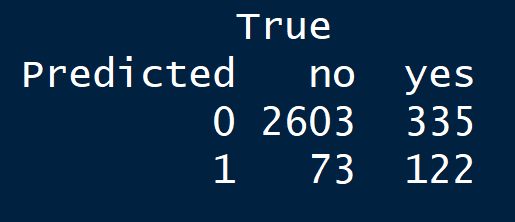 True
Predicted no yes
0 2603 335
1 73 122